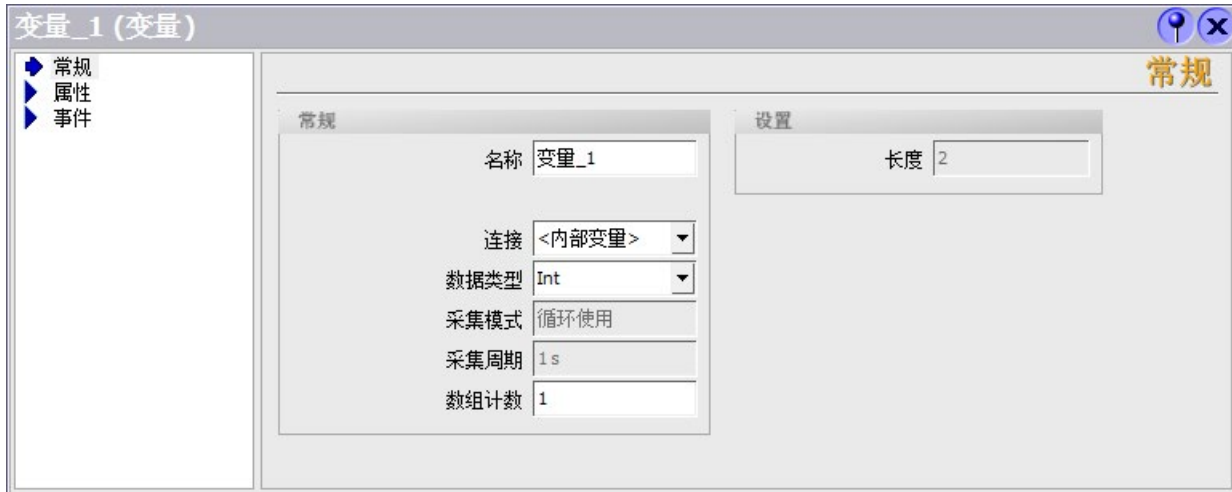 变量_1 (变量)
常规
属性
事件
常规
常规
名称 变量_1
连接 <内部变量>
数据类型 Int
采集模式 循环使用
采集周期 1 s
数组计数 1
设置
长度 2